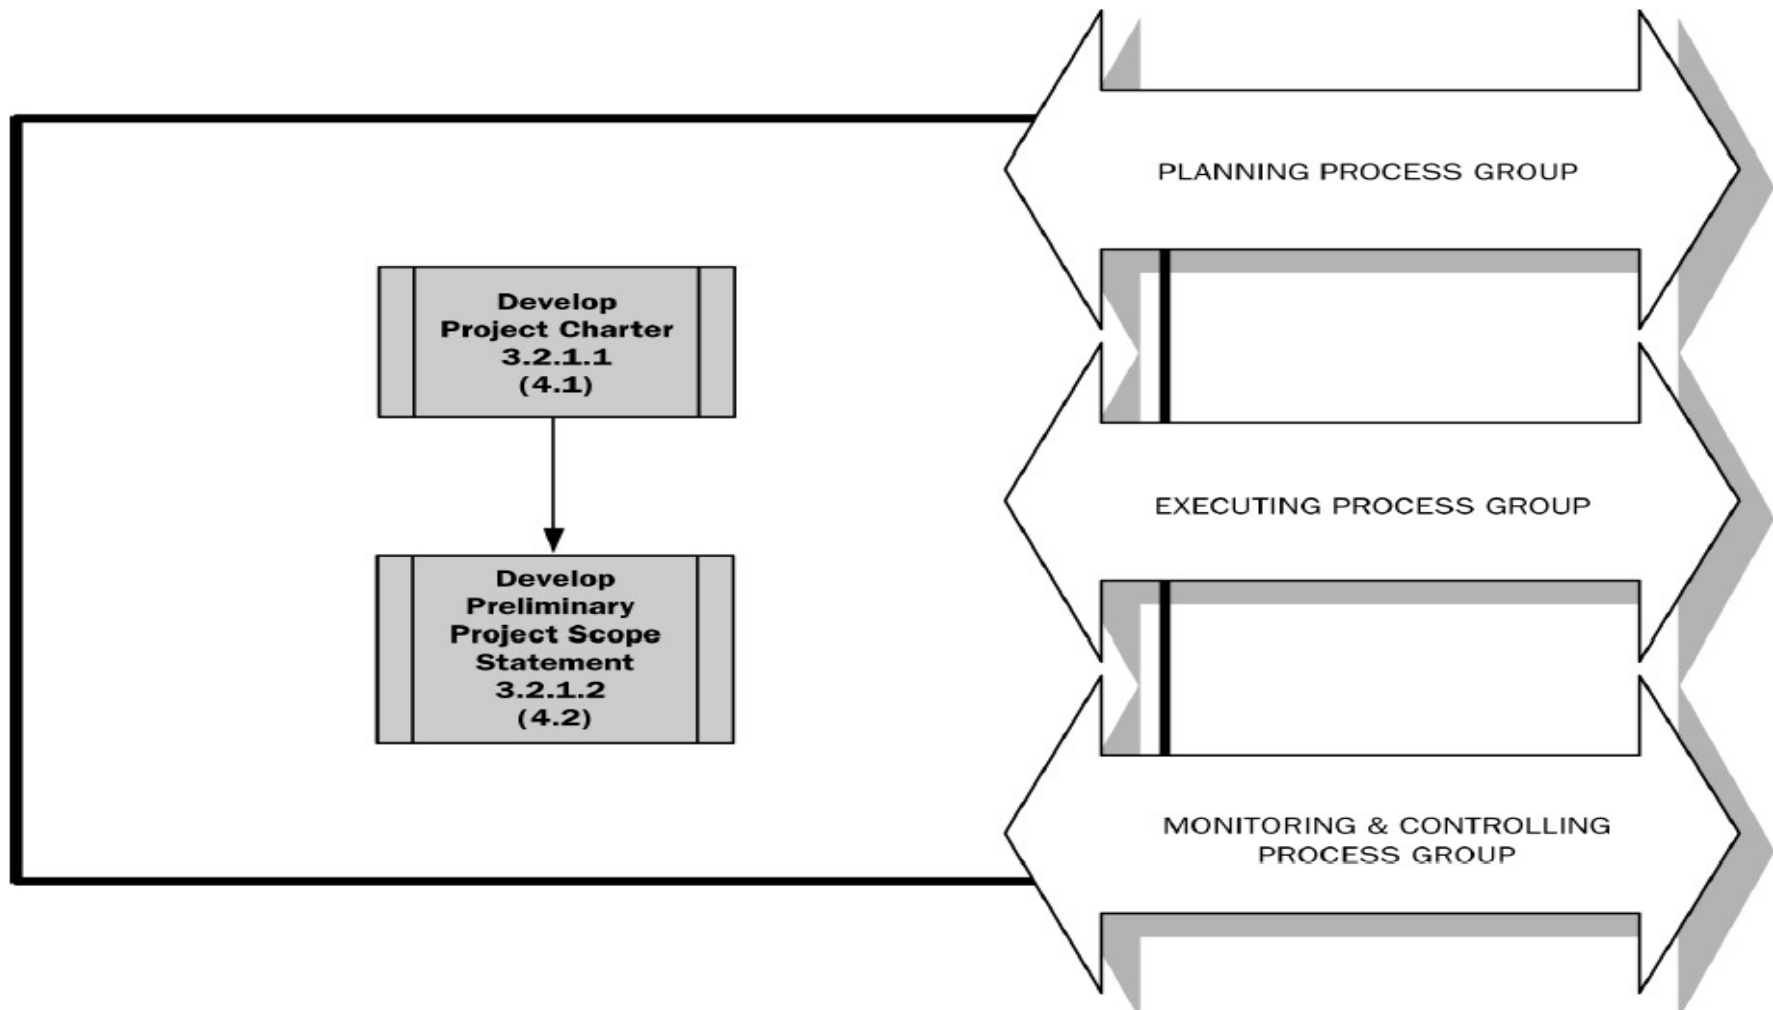 Develop
Project Charter
3.2.1.1
(4.1)
Develop
Preliminary
Project Scope
Statement
3.2.1.2
(4.2)
PLANNING PROCESS GROUP
EXECUTING PROCESS GROUP
MONITORING & CONTROLLING
PROCESS GROUP